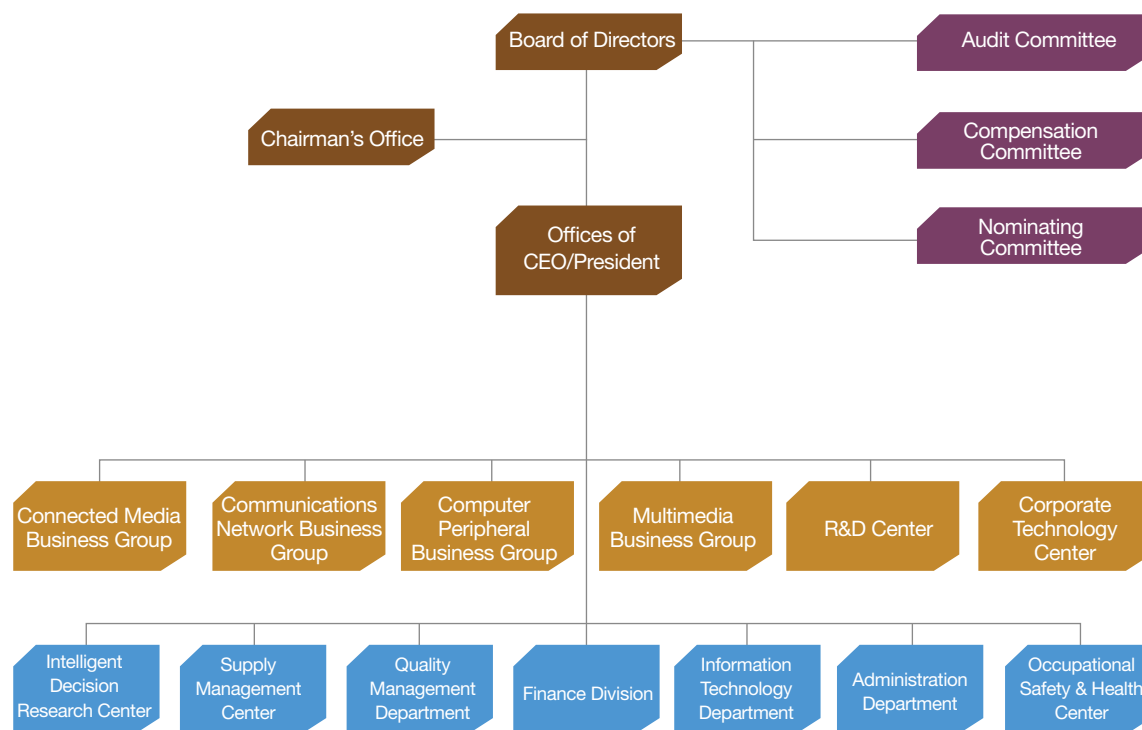 Board of Directors
Audit Committee
Chairman’s Office
Compensation
Committee
Offices of
CEO/President
Nominating
Committee
Connected Media
Business Group
Communications
Network Business
Group
Computer
Peripheral
Business Group
Multimedia
Business Group
R&D Center
Corporate
Technology
Center
Intelligent
Decision
Research Center
Supply
Management
Center
Quality
Management
Department
Finance Division
Information
Technology
Department
Administration
Department
Occupational
Safety & Health
Center